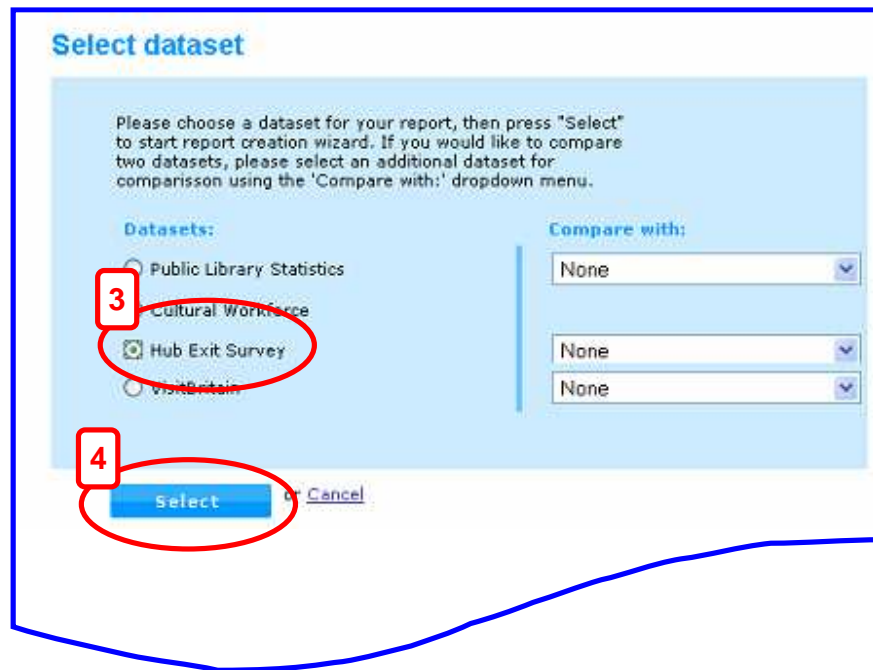 Select dataset
Please choose a dataset for your report, then press "Select"
to start report creation wizard. If you would like to compare
two datasets, please select an additional dataset for
comparisson using the 'Compare with:' dropdown menu.
Datasets:
Compare with:
Public Library Statistics
None
3
Cultural Workforce
Hub Exit Survey
None
VisitBritain
None
4
Select
or Cancel